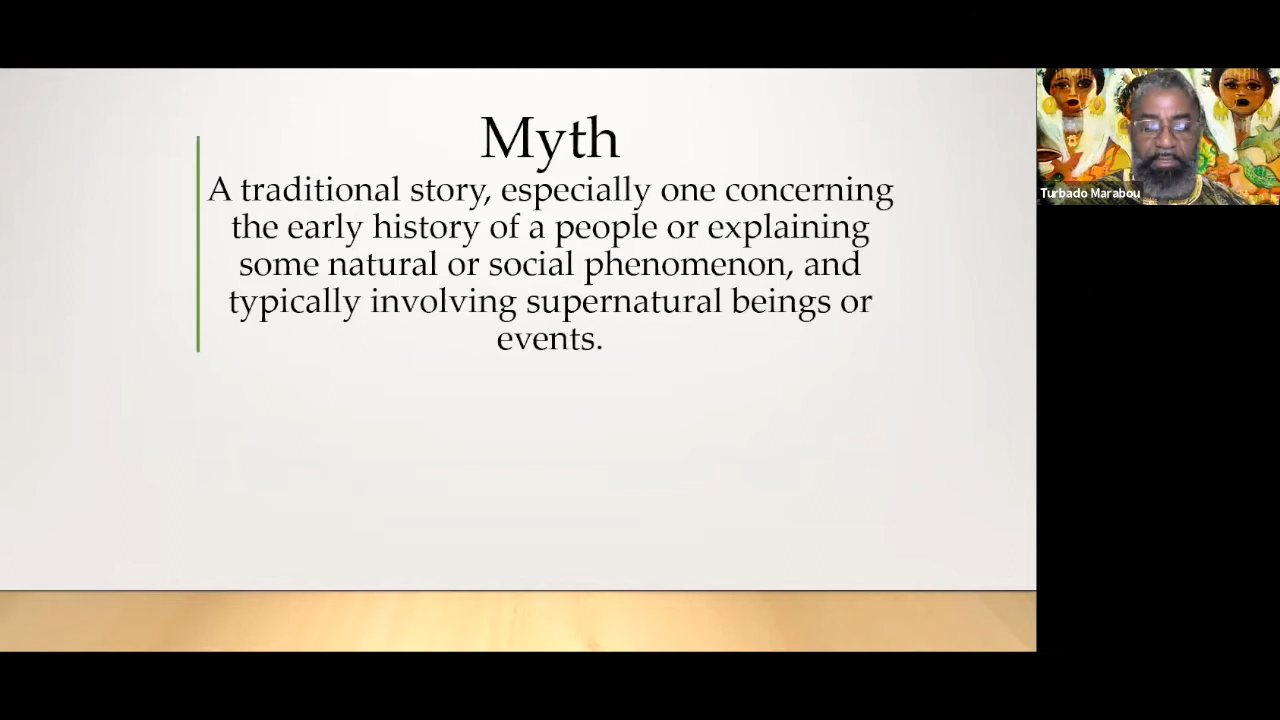 Myth
A traditional story, especially one concerning
the early history of a people or explaining
some natural or social phenomenon, and
typically involving supernatural beings or
events.
Turbado Marabou